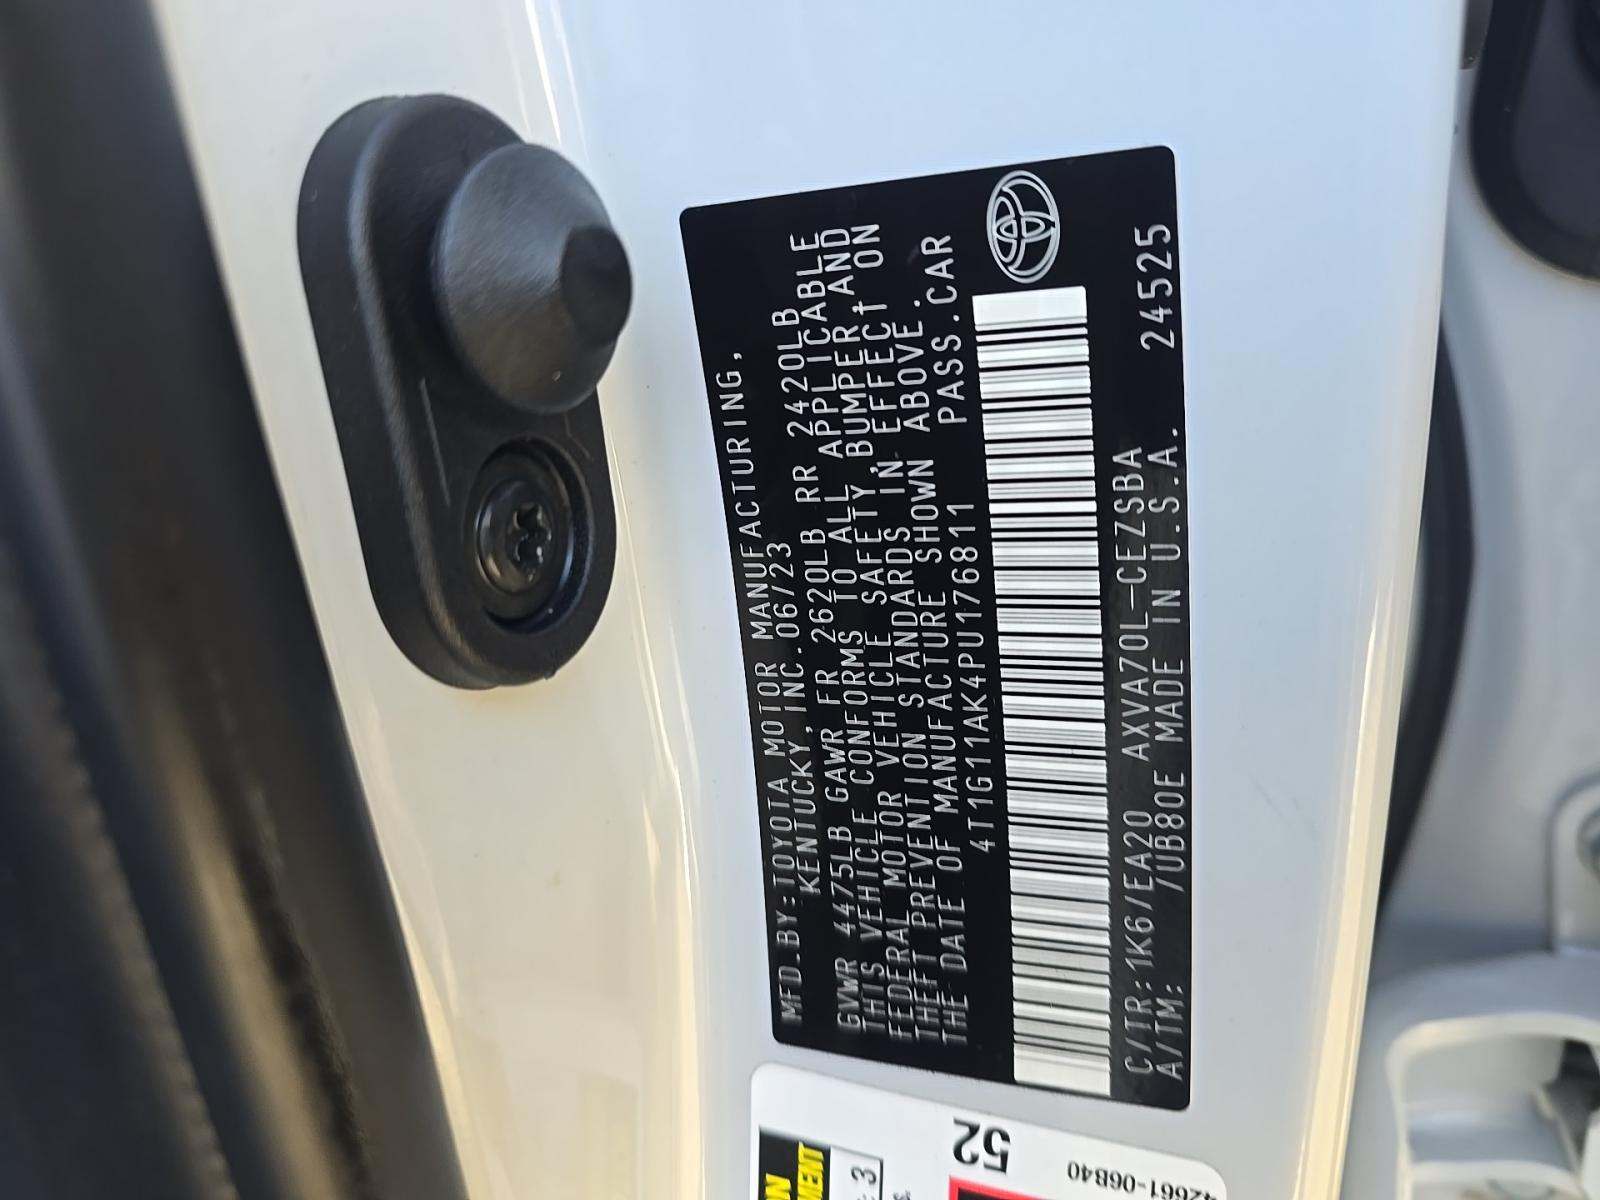 MFD.BY:TOYOTA MOTOR MANUFACTURING,
KENTUCKY,INC.06/23
GVWR 4475LB GAWR FR 2620LB RR 2420LB
THIS VEHICLE CONFORMS TO ALL APPLICABLE
FEDERAL MOTOR VEHICLE SAFETY,BUMPER,AND
THEFT PREVENTION STANDARDS IN EFFECT ON
THE DATE OF MANUFACTURE SHOWN ABOVE.
4T1G11AK4PU176811 PASS.CAR
C/TR:1K6/EA20 AXVA70L-CEZSBA 24525
A/TM: /UB80E MADE IN U.S.A.
52
42661-06B40